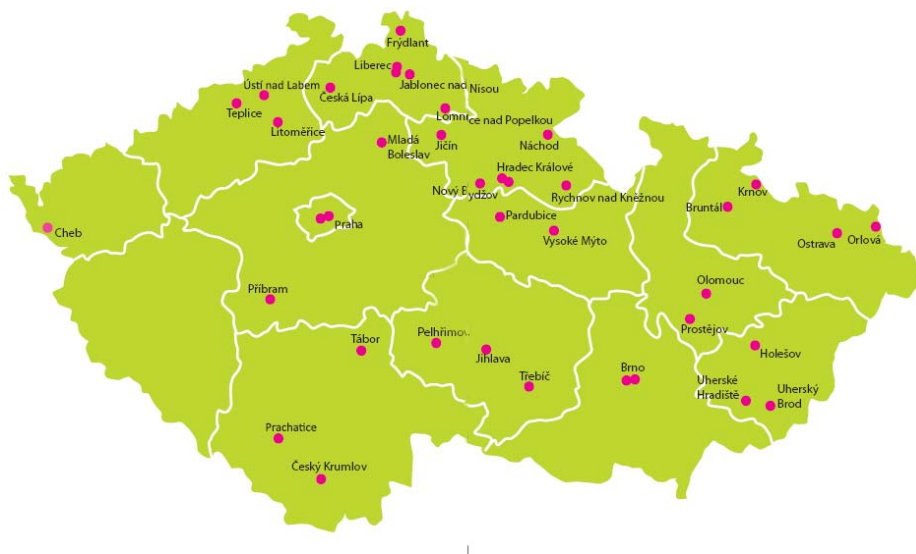 Frýdlant
Liberec
Jablonec nad Nisou
Ústí nad Labem
Česká Lípa
Teplice
Lomnice nad Popelkou
Litoměřice
Mladá
Boleslav
Jičín
Náchod
Hradec Králové
Krnov
Nový Bydžov
Rychnov nad Kněžnou
Bruntál
Pardubice
Praha
Cheb
Vysoké Mýto
Ostrava
Orlová
Olomouc
Příbram
Prostějov
Tábor
Pelhřimov
Jihlava
Holešov
Třebíč
Brno
Uherské
Hradiště
Uherský
Brod
Prachatice
Český Krumlov